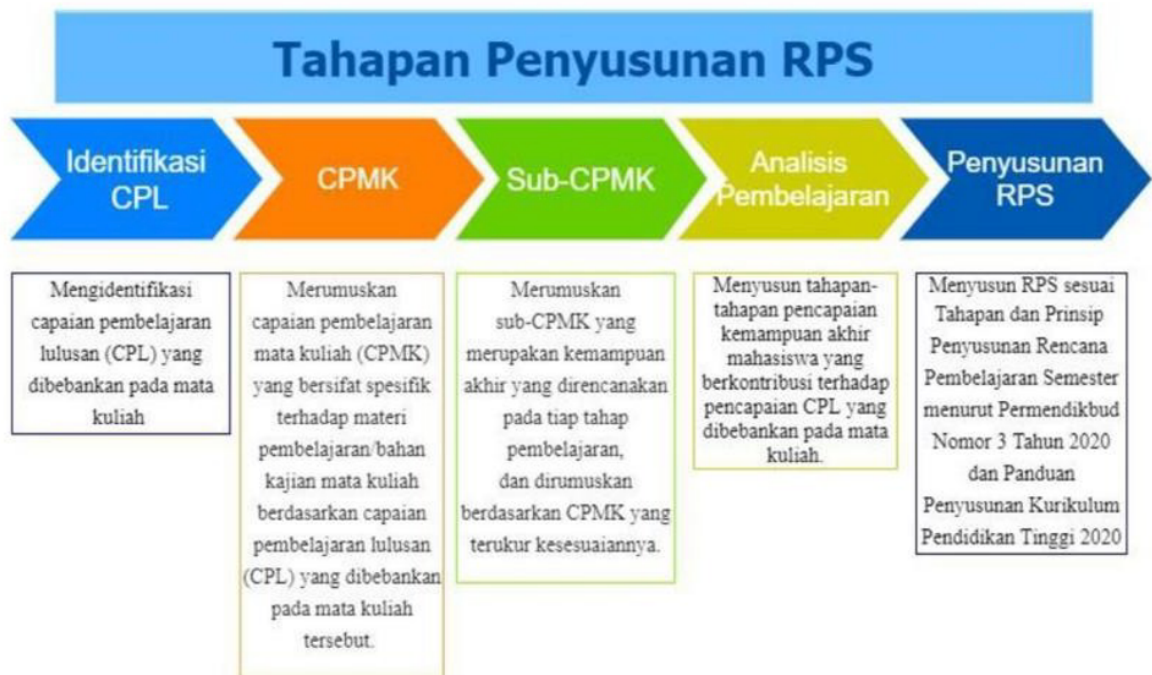 Tahapan Penyusunan RPS
Identifikasi
CPL
CPMK
Sub-CPMK
Analisis
Pembelajaran
Penyusunan
RPS
Mengidentifikasi
capaian pembelajaran
lulusan (CPL) yang
dibebankan pada mata
kuliah
Merumuskan
capaian pembelajaran
mata kuliah (CPMK)
yang bersifat spesifik
terhadap materi
pembelajaran/bahan
kajian mata kuliah
berdasarkan capaian
pembelajaran lulusan
(CPL) yang dibebankan
pada mata kuliah
tersebut.
Merumuskan
sub-CPMK yang
merupakan kemampuan
akhir yang direncanakan
pada tiap tahap
pembelajaran,
dan dirumuskan
berdasarkan CPMK yang
terukur kesesuaiannya.
Menyusun tahapan-
tahapan pencapaian
kemampuan akhir
mahasiswa yang
berkontribusi terhadap
pencapaian CPL yang
dibebankan pada mata
kuliah.
Menyusun RPS sesuai
Tahapan dan Prinsip
Penyusunan Rencana
Pembelajaran Semester
menurut Permendikbud
Nomor 3 Tahun 2020
dan Panduan
Penyusunan Kurikulum
Pendidikan Tinggi 2020